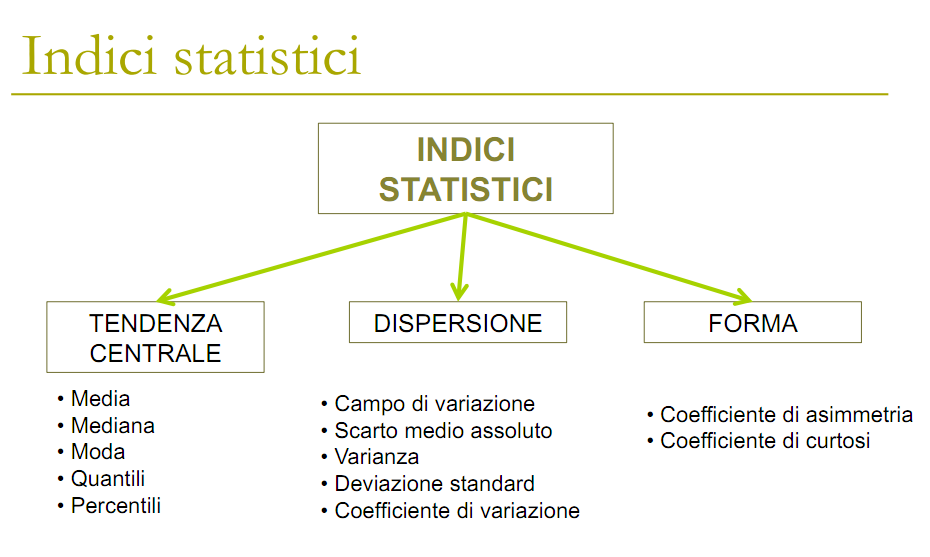 Indici statistici
INDICI
STATISTICI
TENDENZA
CENTRALE
• Media
• Mediana
• Moda
• Quantili
• Percentili
DISPERSIONE
• Campo di variazione
• Scarto medio assoluto
• Varianza
• Deviazione standard
• Coefficiente di variazione
FORMA
• Coefficiente di asimmetria
• Coefficiente di curtosi